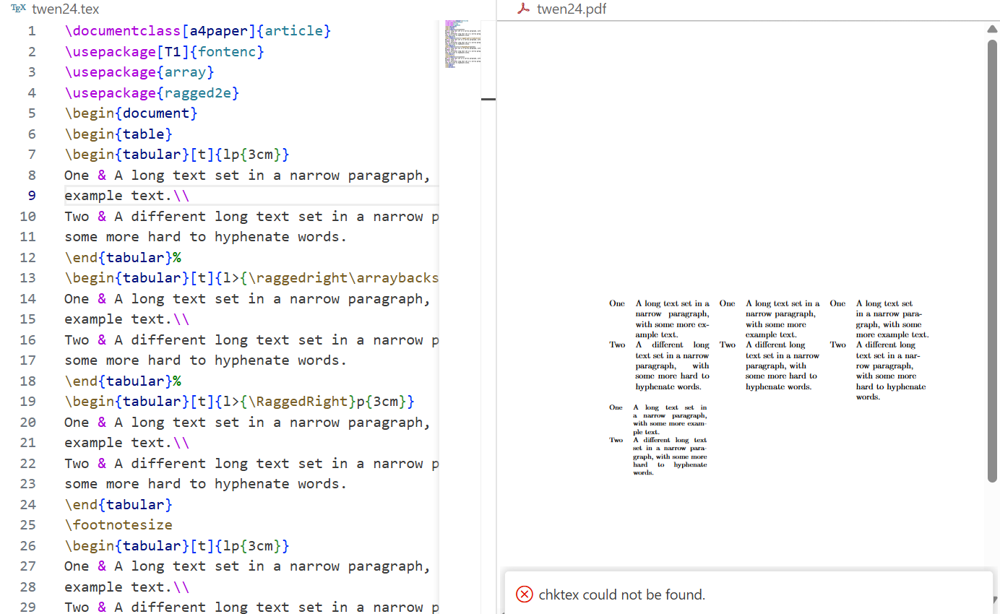 TEX twen24.tex
twen24.pdf
1 \documentclass[a4paper]{article}
2 \usepackage[T1]{fontenc}
3 \usepackage{array}
4 \usepackage{ragged2e}
5 \begin{document}
6 \begin{table}
7 \begin{tabular}[t]{lp{3cm}}
8 One & A long text set in a narrow paragraph,
9 example text.\\
10 Two & A different long text set in a narrow p
11 some more hard to hyphenate words.
12 \end{tabular}%
13 \begin{tabular}[t]{l>{\raggedright\arraybacks
14 One & A long text set in a narrow paragraph,
15 example text.\\
16 Two & A different long text set in a narrow p
17 some more hard to hyphenate words.
18 \end{tabular}%
19 \begin{tabular}[t]{l>{\RaggedRight}p{3cm}}
20 One & A long text set in a narrow paragraph,
21 example text.\\
22 Two & A different long text set in a narrow p
23 some more hard to hyphenate words.
24 \end{tabular}
25 \footnotesize
26 \begin{tabular}[t]{lp{3cm}}
27 One & A long text set in a narrow paragraph,
28 example text.\\
29 Two & A different long text set in a narrow p
One A long text set in a
narrow paragraph,
with some more ex-
ample text.
Two A different long
text set in a narrow
paragraph, with
some more hard to
hyphenate words.
One A long text set in a
narrow paragraph,
with some more
example text.
Two A different long
text set in a narrow
paragraph, with
some more hard to
hyphenate words.
One A long text set
in a narrow para-
graph, with some
more example text.
Two A different long
text set in a nar-
row paragraph,
with some more
hard to hyphenate
words.
One A long text set in
a narrow paragraph,
with some more exam-
ple text.
Two A different long text
set in a narrow para-
graph, with some more
hard to hyphenate
words.
chktex could not be found.